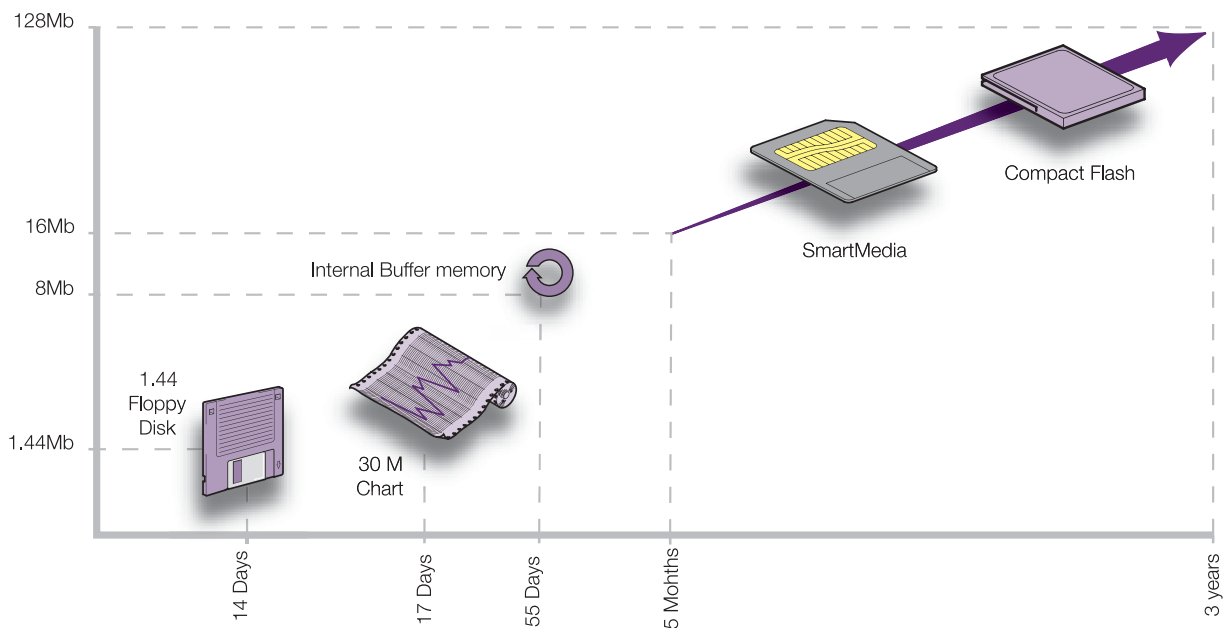 128Mb
Compact Flash
16Mb
SmartMedia
Internal Buffer memory
8Mb
1.44
Floppy
Disk
1.44Mb
30 M
Chart
14 Days
17 Days
55 Days
5 Mohths
3 years